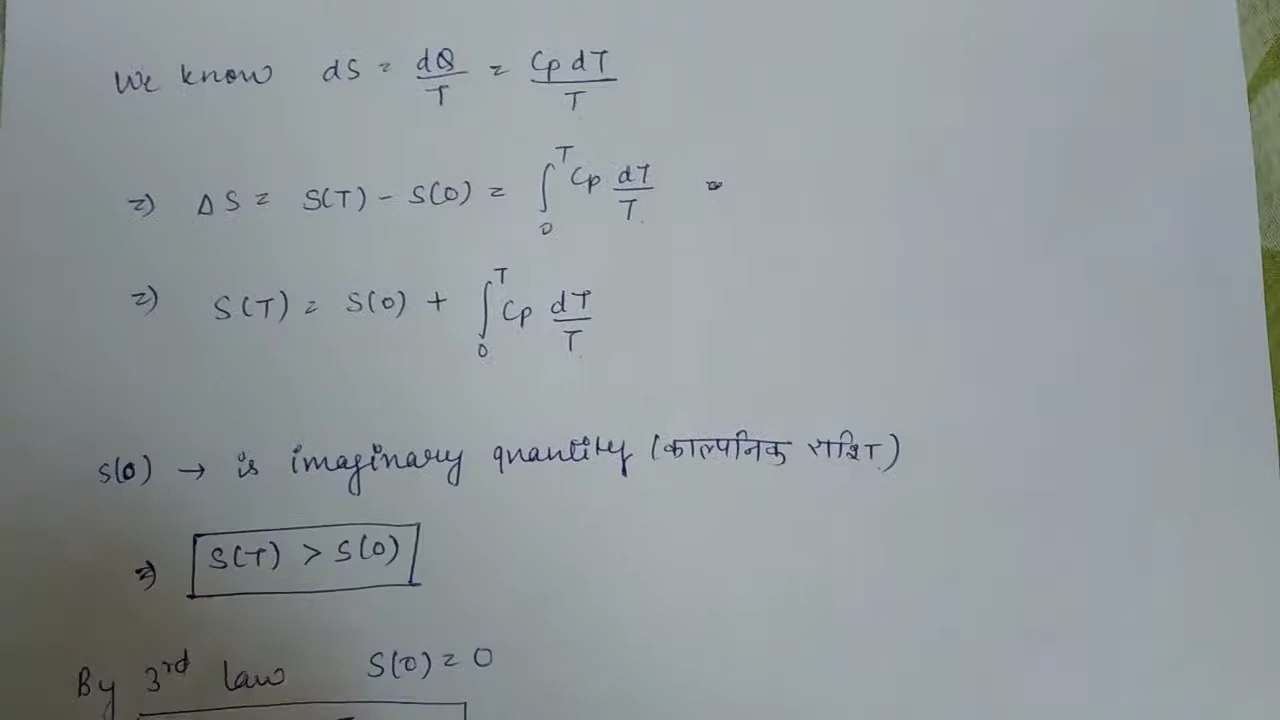 We know dS = dQ/T = Cp dT/T
=) ΔS = S(T) - S(0) = ∫₀ᵀ Cp dT/T =
=) S(T) = S(0) + ∫₀ᵀ Cp dT/T
S(0) → is imaginary quantity (काल्पनिक राशि)
⇒ S(T) > S(0)
By 3rd law S(0) = 0